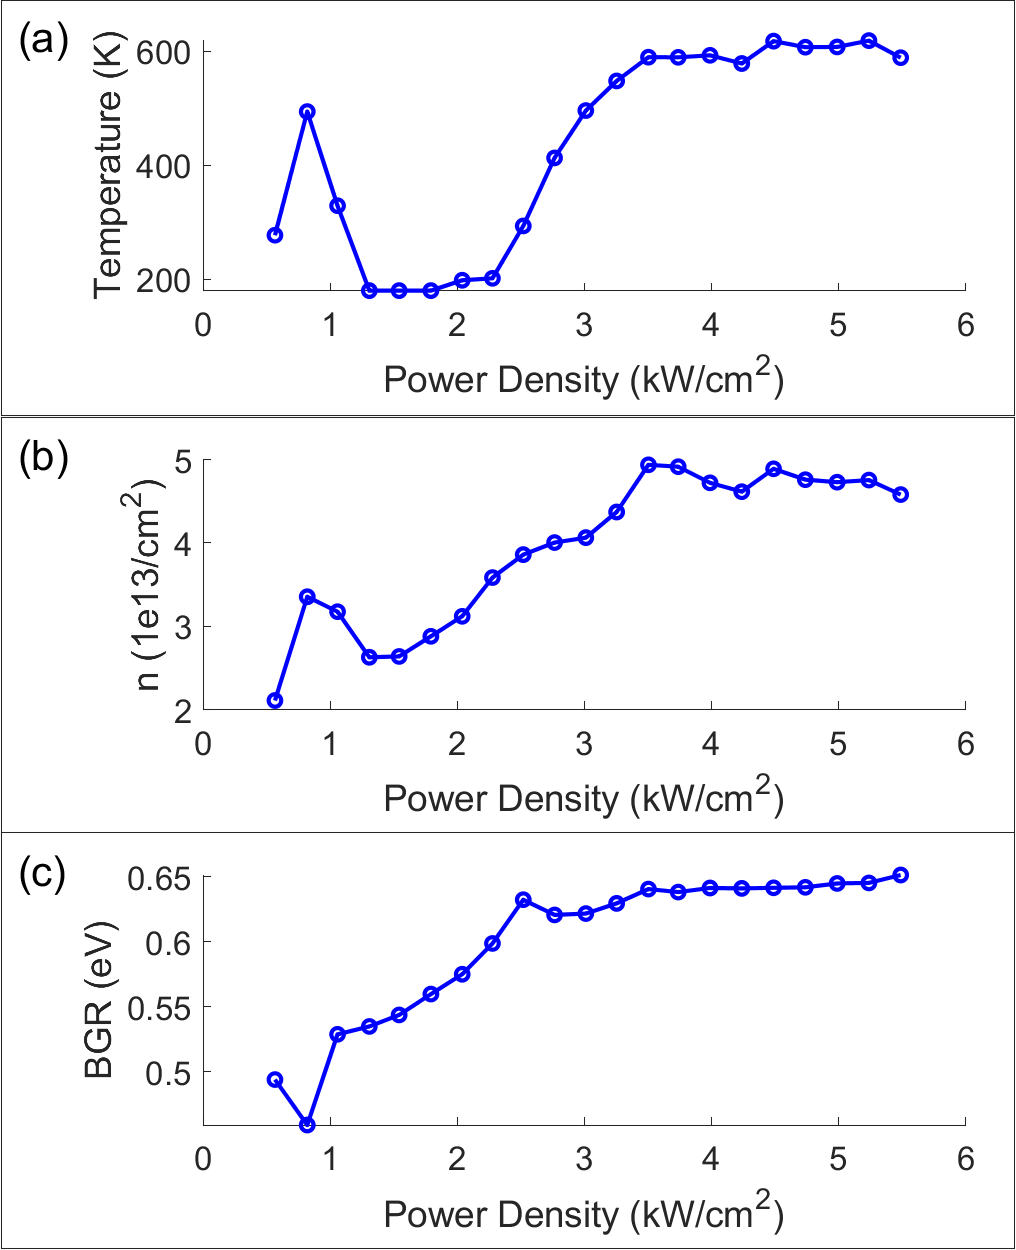 (a)
Temperature (K)
600
400
200
0 1 2 3 4 5 6
Power Density (kW/cm²)
(b)
n (1e13/cm²)
5
4
3
2
0 1 2 3 4 5 6
Power Density (kW/cm²)
(c)
BGR (eV)
0.65
0.6
0.55
0.5
0 1 2 3 4 5 6
Power Density (kW/cm²)